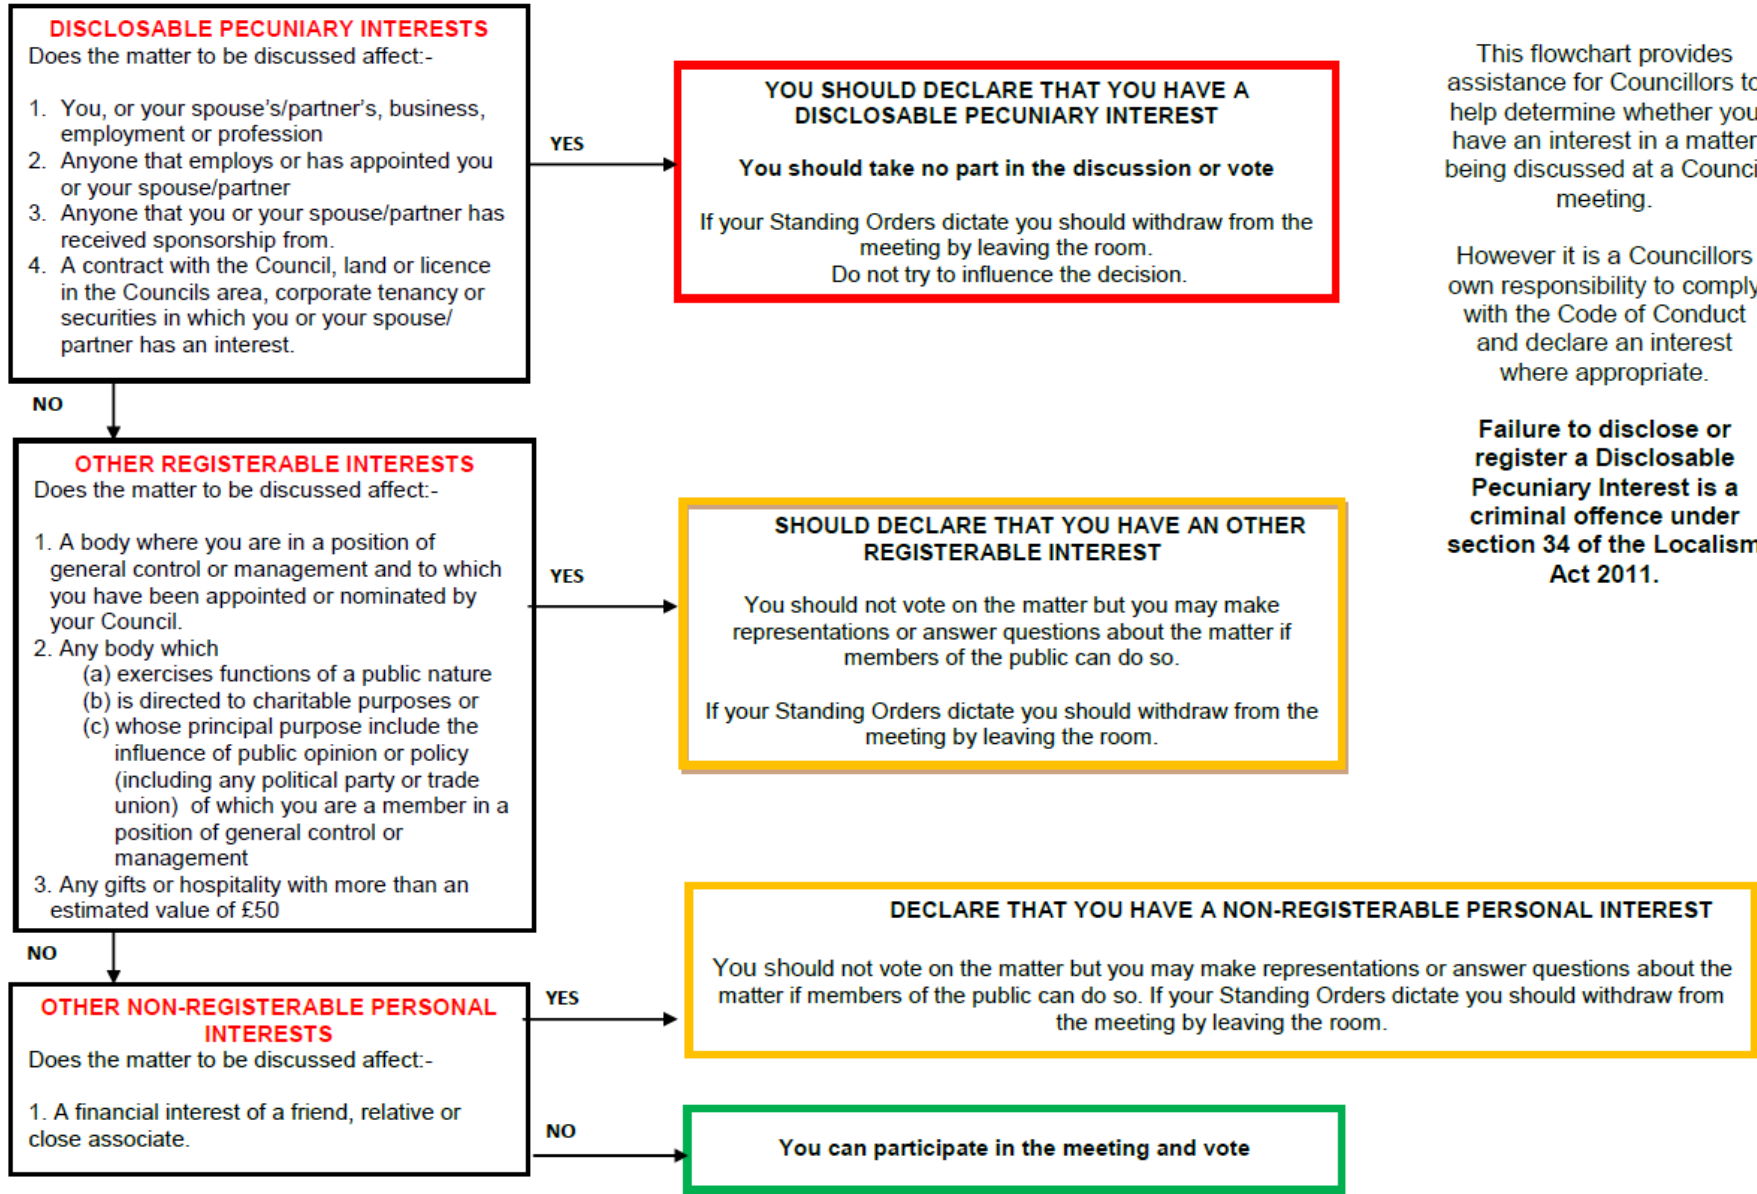 DISCLOSABLE PECUNIARY INTERESTS
Does the matter to be discussed affect:-
1. You, or your spouse's/partner's, business,
employment or profession
2. Anyone that employs or has appointed you
or your spouse/partner
3. Anyone that you or your spouse/partner has
received sponsorship from.
4. A contract with the Council, land or licence
in the Councils area, corporate tenancy or
securities in which you or your spouse/
partner has an interest.
YES
YOU SHOULD DECLARE THAT YOU HAVE A
DISCLOSABLE PECUNIARY INTEREST
You should take no part in the discussion or vote
If your Standing Orders dictate you should withdraw from the
meeting by leaving the room.
Do not try to influence the decision.
NO
OTHER REGISTERABLE INTERESTS
Does the matter to be discussed affect:-
1. A body where you are in a position of
general control or management and to which
you have been appointed or nominated by
your Council.
2. Any body which
(a) exercises functions of a public nature
(b) is directed to charitable purposes or
(c) whose principal purpose include the
influence of public opinion or policy
(including any political party or trade
union) of which you are a member in a
position of general control or
management
3. Any gifts or hospitality with more than an
estimated value of £50
YES
SHOULD DECLARE THAT YOU HAVE AN OTHER
REGISTERABLE INTEREST
You should not vote on the matter but you may make
representations or answer questions about the matter if
members of the public can do so.
If your Standing Orders dictate you should withdraw from the
meeting by leaving the room.
NO
OTHER NON-REGISTERABLE PERSONAL
INTERESTS
Does the matter to be discussed affect:-
1. A financial interest of a friend, relative or
close associate.
YES
DECLARE THAT YOU HAVE A NON-REGISTERABLE PERSONAL INTEREST
You should not vote on the matter but you may make representations or answer questions about the
matter if members of the public can do so. If your Standing Orders dictate you should withdraw from
the meeting by leaving the room.
NO
You can participate in the meeting and vote
This flowchart provides
assistance for Councillors to
help determine whether you
have an interest in a matter
being discussed at a Council
meeting.
However it is a Councillors
own responsibility to comply
with the Code of Conduct
and declare an interest
where appropriate.
Failure to disclose or
register a Disclosable
Pecuniary Interest is a
criminal offence under
section 34 of the Localism
Act 2011.